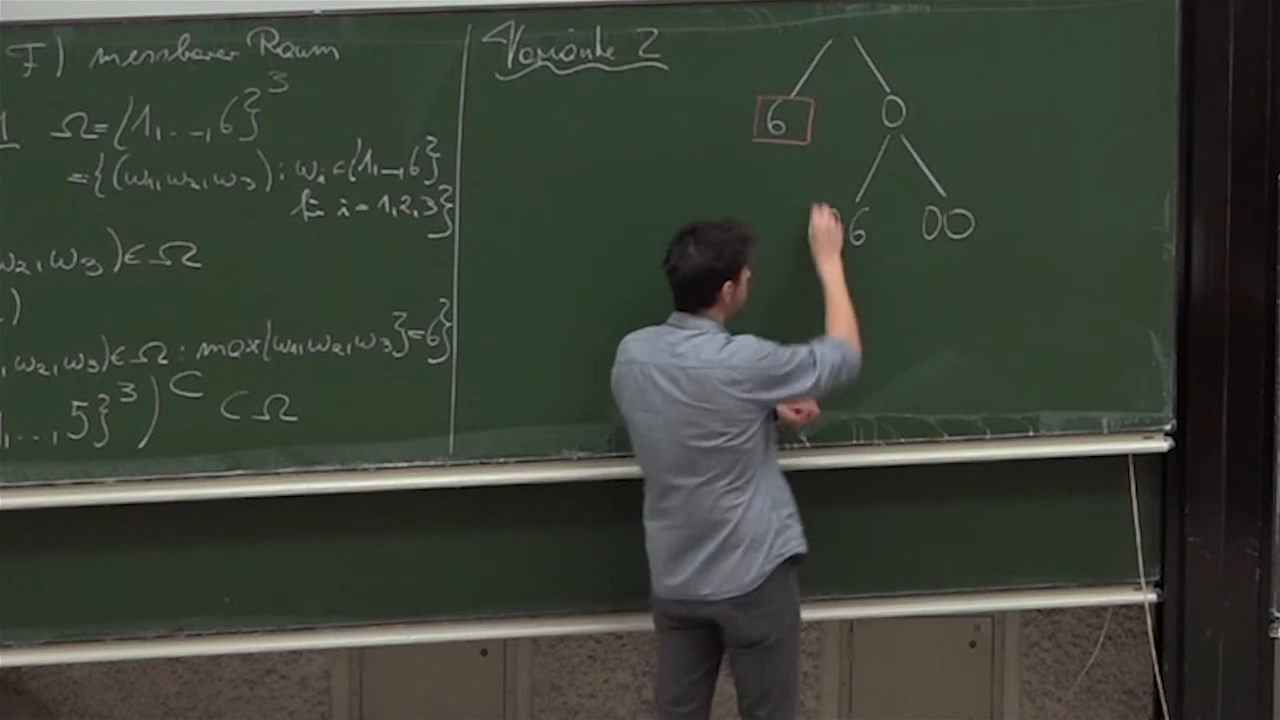 F) messbarer Raum
1 Ω={1,...,6}³
={(ω₁,ω₂,ω₃): ωᵢ∈{1,...,6}
für i=1,2,3}
ω₂,ω₃)∈Ω
)
,ω₂,ω₃)∈Ω: max{ω₁,ω₂,ω₃}=6}
1,...,5}³)ᶜ ⊂Ω
Variante 2
6 0
6 00